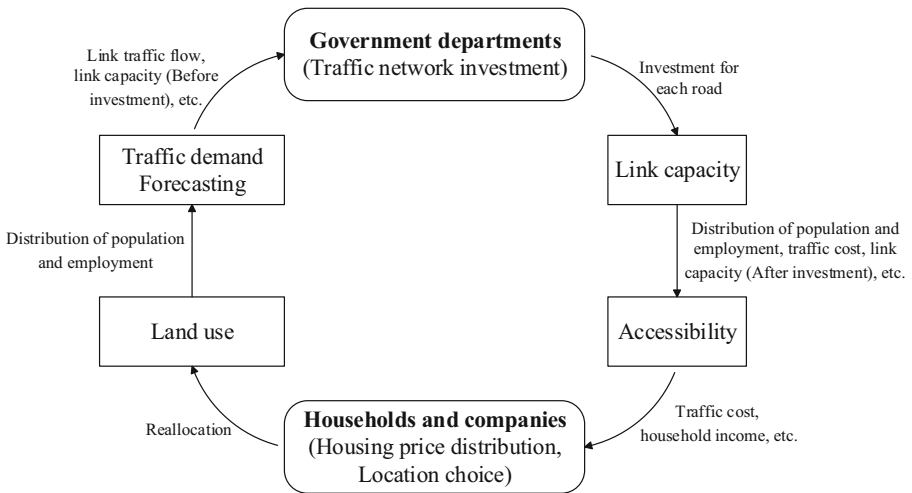 Government departments
(Traffic network investment)
Link traffic flow,
link capacity (Before
investment), etc.
Investment for
each road
Traffic demand
Forecasting
Link capacity
Distribution of population
and employment
Distribution of population and
employment, traffic cost, link
capacity (After investment), etc.
Land use
Accessibility
Reallocation
Households and companies
(Housing price distribution,
Location choice)
Traffic cost,
household income, etc.